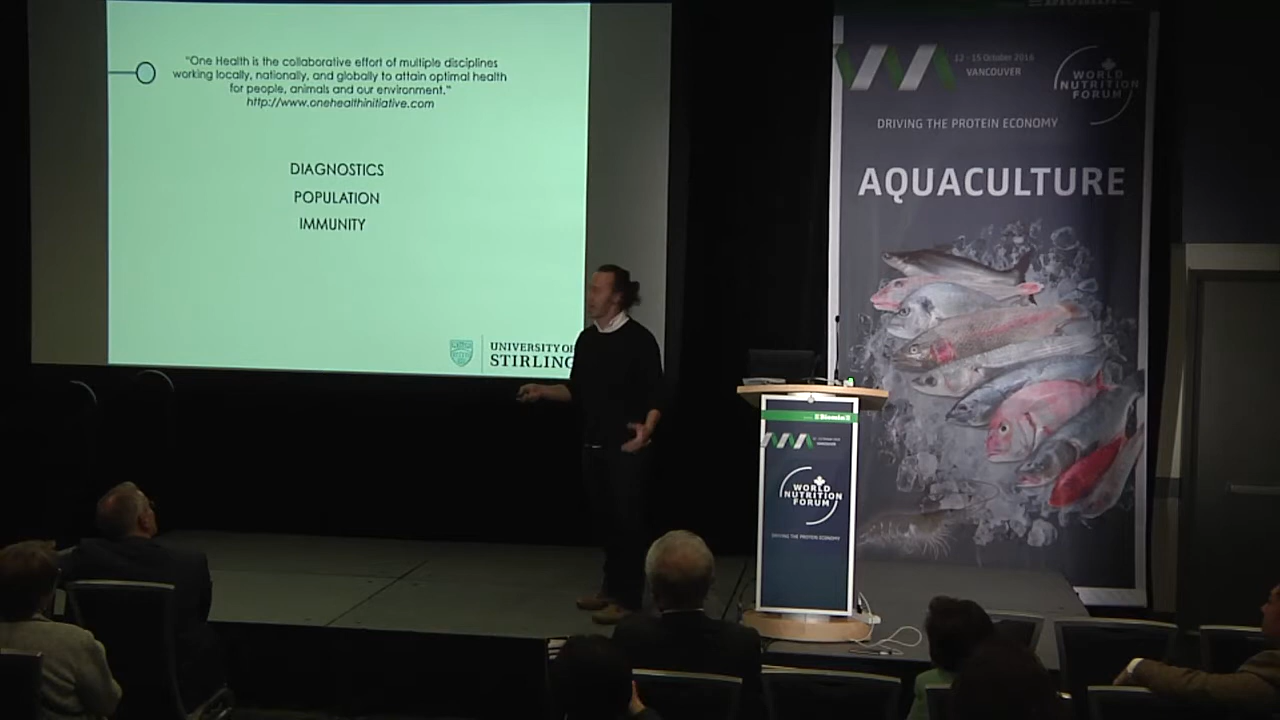 "One Health is the collaborative effort of multiple disciplines
working locally, nationally, and globally to attain optimal health
for people, animals and our environment."
http://www.onehealthinitiative.com
DIAGNOSTICS
POPULATION
IMMUNITY
UNIVERSITY OF
STIRLING
12 - 15 October 2016
VANCOUVER
WORLD
NUTRITION
FORUM
DRIVING THE PROTEIN ECONOMY
AQUACULTURE
Biomin
VANCOUVER
WORLD
NUTRITION
FORUM
DRIVING THE PROTEIN ECONOMY